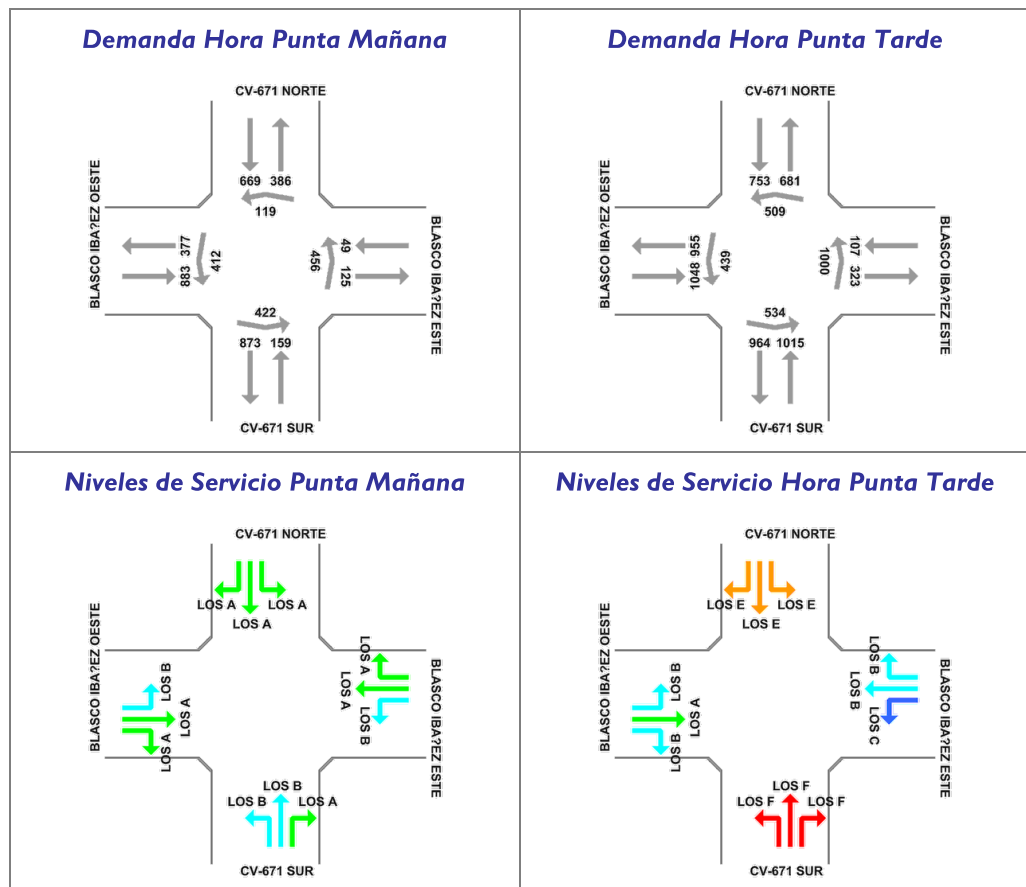 Demanda Hora Punta Mañana
CV-671 NORTE
669 386
119
BLASCO IBA?EZ OESTE
377
883
412
456
49
125
BLASCO IBA?EZ ESTE
422
873 159
CV-671 SUR
Demanda Hora Punta Tarde
CV-671 NORTE
753 681
509
BLASCO IBA?EZ OESTE
955
1048
439
1000
107
323
BLASCO IBA?EZ ESTE
534
964 1015
CV-671 SUR
Niveles de Servicio Punta Mañana
CV-671 NORTE
LOS A LOS A
LOS A
BLASCO IBA?EZ OESTE
LOS B
LOS A
LOS A
LOS A
LOS A
LOS B
BLASCO IBA?EZ ESTE
LOS B
LOS B LOS A
CV-671 SUR
Niveles de Servicio Hora Punta Tarde
CV-671 NORTE
LOS E LOS E
LOS E
BLASCO IBA?EZ OESTE
LOS B
LOS A
LOS B
LOS B
LOS B
LOS C
BLASCO IBA?EZ ESTE
LOS F
LOS F LOS F
CV-671 SUR